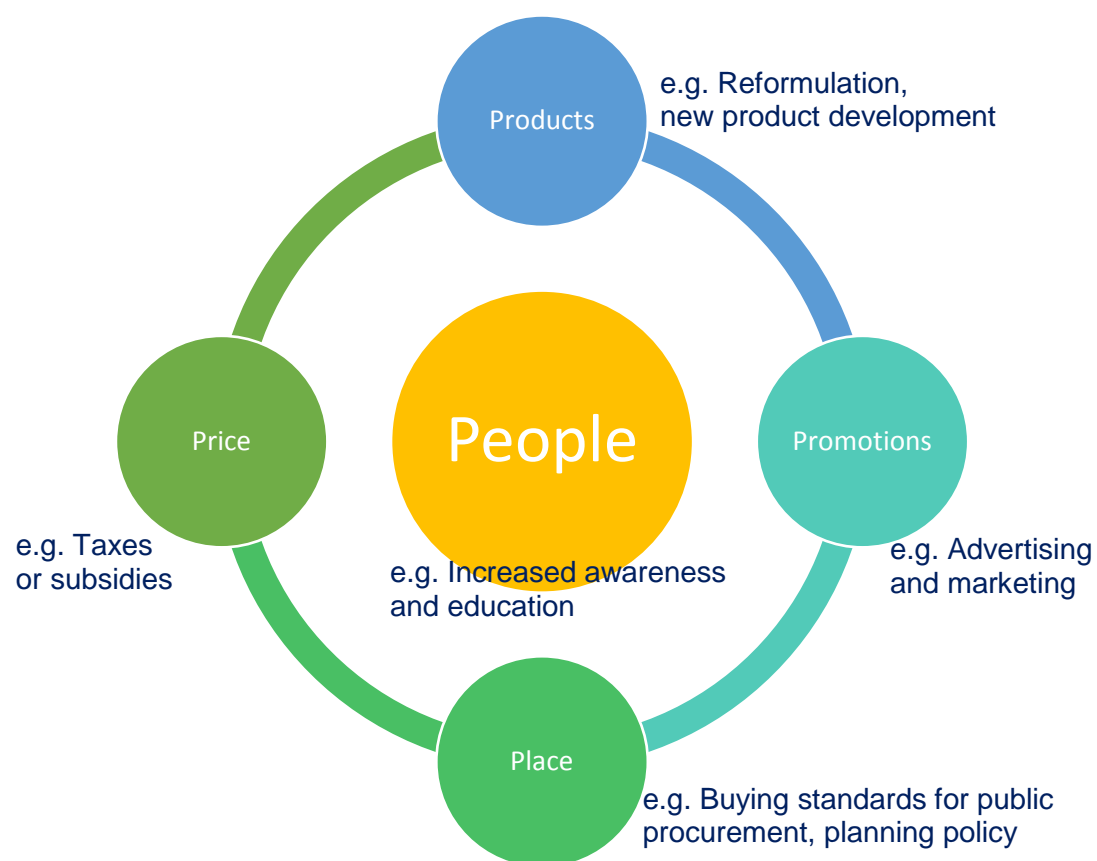 Products
e.g. Reformulation,
new product development
Price
People
Promotions
e.g. Taxes
or subsidies
e.g. Increased awareness
and education
e.g. Advertising
and marketing
Place
e.g. Buying standards for public
procurement, planning policy